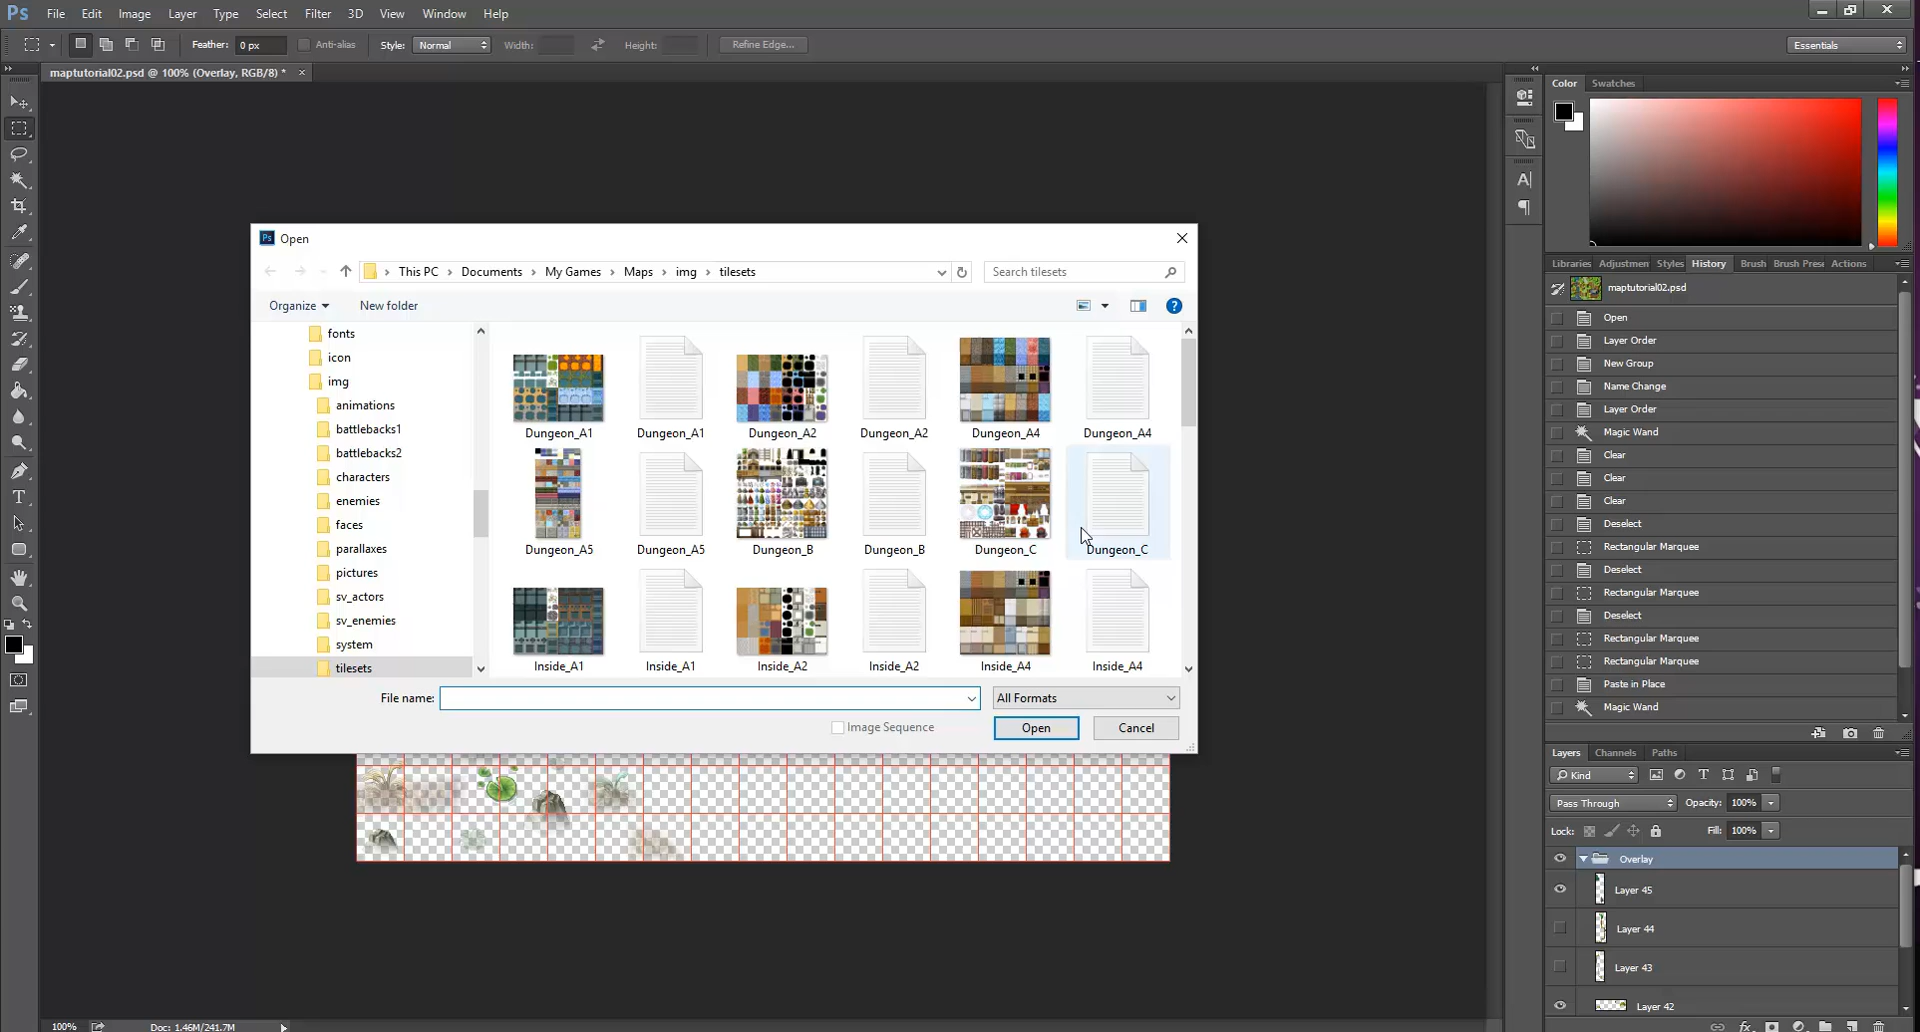 Ps File Edit Image Layer Type Select Filter 3D View Window Help
Feather: 0 px Anti-alias Style: Normal Width: Height: Refine Edge... Essentials
maptutorial02.psd @ 100% (Overlay, RGB/8) * ×
Color Swatches
Ps Open
This PC > Documents > My Games > Maps > img > tilesets
Search tilesets
Organize New folder
fonts
icon
img
animations
battlebacks1
battlebacks2
characters
enemies
faces
parallaxes
pictures
sv_actors
sv_enemies
system
tilesets
Dungeon_A1 Dungeon_A1 Dungeon_A2 Dungeon_A2 Dungeon_A4 Dungeon_A4
Dungeon_A5 Dungeon_A5 Dungeon_B Dungeon_B Dungeon_C Dungeon_C
Inside_A1 Inside_A1 Inside_A2 Inside_A2 Inside_A4 Inside_A4
File name: All Formats
Image Sequence Open Cancel
Libraries Adjustmen Styles History Brush Brush Prese Actions
maptutorial02.psd
Open
Layer Order
New Group
Name Change
Layer Order
Magic Wand
Clear
Clear
Clear
Deselect
Rectangular Marquee
Deselect
Rectangular Marquee
Deselect
Rectangular Marquee
Rectangular Marquee
Paste in Place
Magic Wand
Layers Channels Paths
Kind
Pass Through Opacity: 100%
Lock: Fill: 100%
Overlay
Layer 45
Layer 44
Layer 43
Layer 42
100% Doc: 1.46M/241.7M